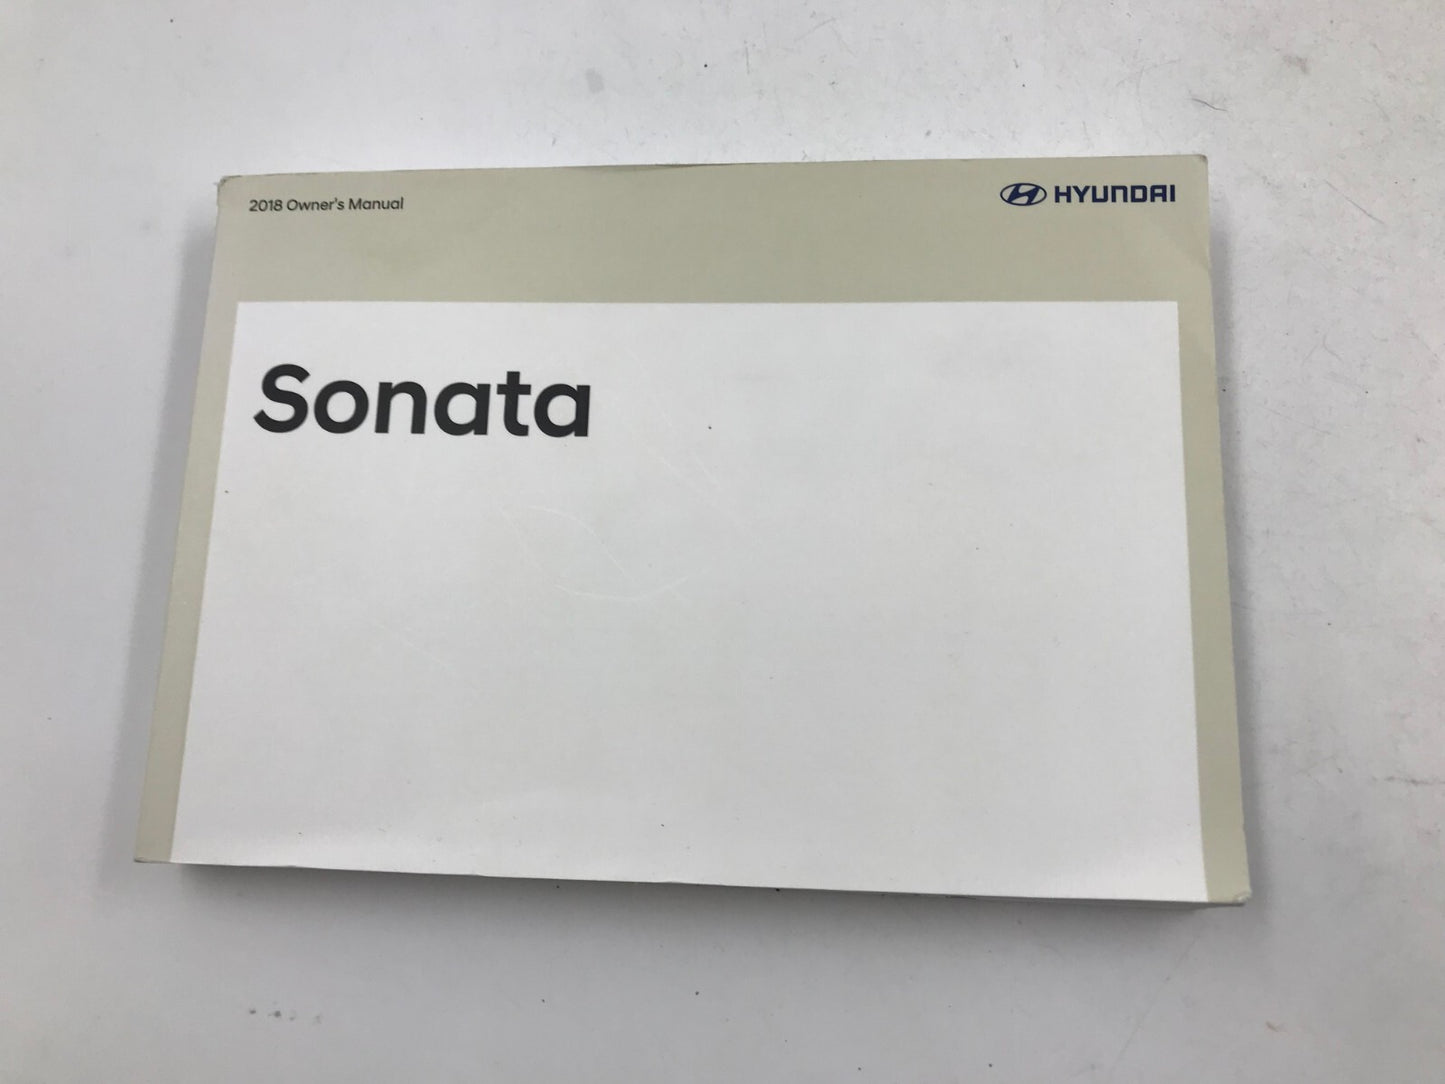 2018 Owner's Manual
HYUNDAI
Sonata